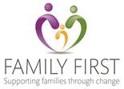 FAMILY FIRST
Supporting families through change